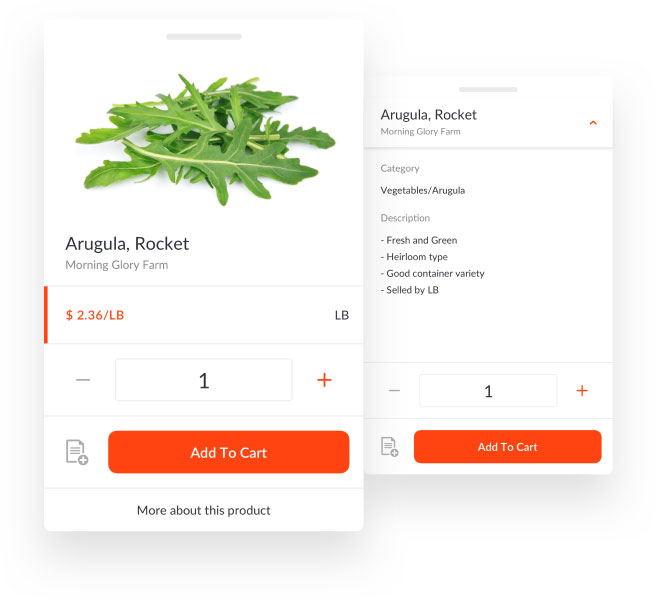 Arugula, Rocket
Morning Glory Farm
$ 2.36/LB LB
1
Add To Cart
More about this product
Arugula, Rocket
Morning Glory Farm
Category
Vegetables/Arugula
Description
- Fresh and Green
- Heirloom type
- Good container variety
- Selled by LB
1
Add To Cart